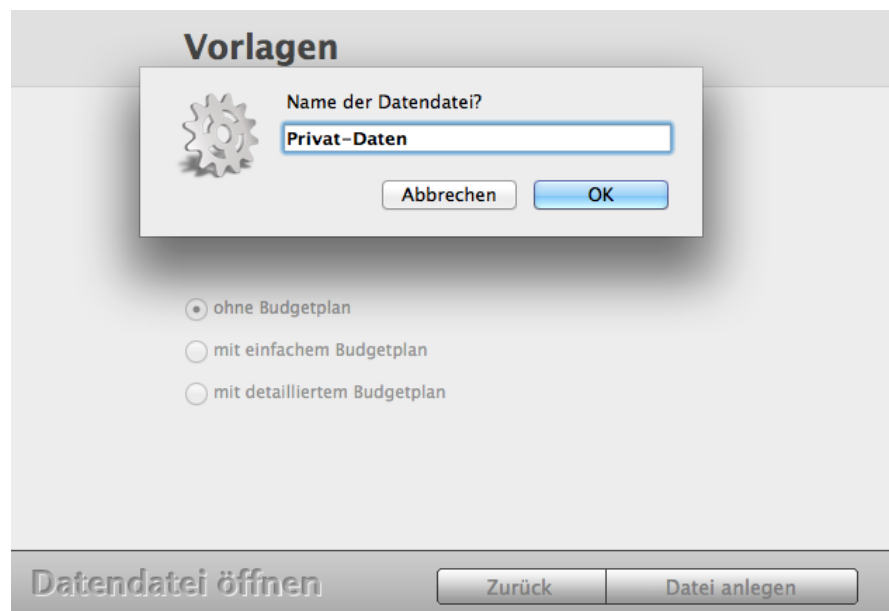 Vorlagen
Name der Datendatei?
Privat-Daten
Abbrechen
OK
ohne Budgetplan
mit einfachem Budgetplan
mit detailliertem Budgetplan
Datendatei öffnen
Zurück
Datei anlegen